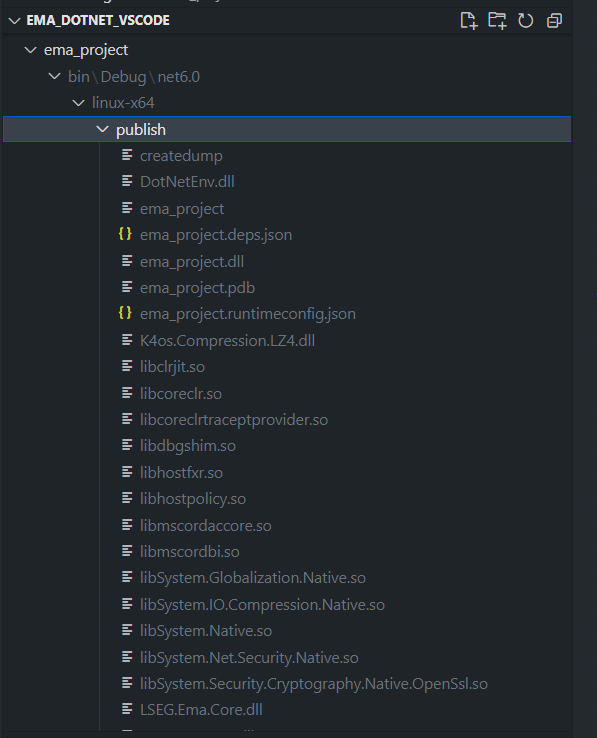 EMA_DOTNET_VSCODE
ema_project
bin\Debug\net6.0
linux-x64
publish
createdump
DotNetEnv.dll
ema_project
{} ema_project.deps.json
ema_project.dll
ema_project.pdb
{} ema_project.runtimeconfig.json
K4os.Compression.LZ4.dll
libclrjit.so
libcoreclr.so
libcoreclrtraceptprovider.so
libdbgshim.so
libhostfxr.so
libhostpolicy.so
libmscordaccore.so
libmscordbi.so
libSystem.Globalization.Native.so
libSystem.IO.Compression.Native.so
libSystem.Native.so
libSystem.Net.Security.Native.so
libSystem.Security.Cryptography.Native.OpenSsl.so
LSEG.Ema.Core.dll